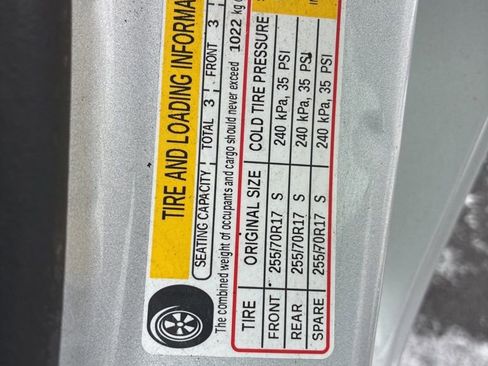 TIRE AND LOADING INFORMA
SEATING CAPACITY TOTAL 3 FRONT 3
The combined weight of occupants and cargo should never exceed 1022 kg
TIRE ORIGINAL SIZE COLD TIRE PRESSURE
FRONT 255/70R17 S 240 kPa, 35 PSI
REAR 255/70R17 S 240 kPa, 35 PSI
SPARE 255/70R17 S 240 kPa, 35 PSI